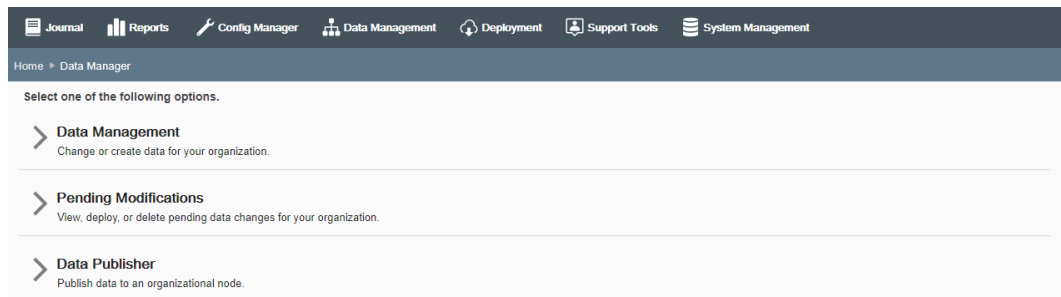 Journal Reports Config Manager Data Management Deployment Support Tools System Management
Home Data Manager
Select one of the following options.
Data Management
Change or create data for your organization.
Pending Modifications
View, deploy, or delete pending data changes for your organization.
Data Publisher
Publish data to an organizational node.